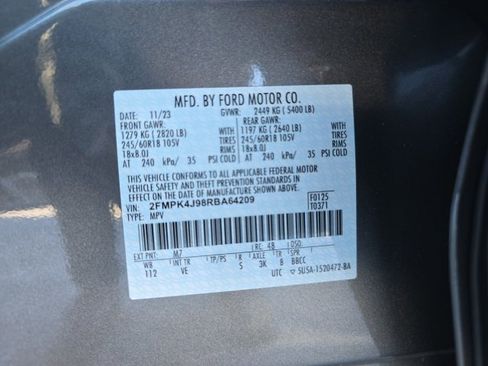 MFD. BY FORD MOTOR CO.
DATE: 11/23 GVWR: 2449 KG (5400 LB)
FRONT GAWR: REAR GAWR:
1279 KG (2820 LB) WITH 1197 KG (2640 LB) WITH
245/60R18 105V TIRES 245/60R18 105V TIRES
18x8.0J RIMS 18x8.0J RIMS
AT 240 kPa/ 35 PSI COLD AT 240 kPa/ 35 PSI COLD
THIS VEHICLE CONFORMS TO ALL APPLICABLE FEDERAL MOTOR
VEHICLE SAFETY AND THEFT PREVENTION STANDARDS IN EFFECT
ON THE DATE OF MANUFACTURE SHOWN ABOVE.
VIN: 2FMPK4J98RBA64209 F0125
TYPE: MPV T0371
EXT PNT: M7 RC: 48 DSO:
WB INT TR TP/PS R AXLE TR SPR
112 VE 5 3K 8 BBCC
UTC 5U5A-1520472-BA